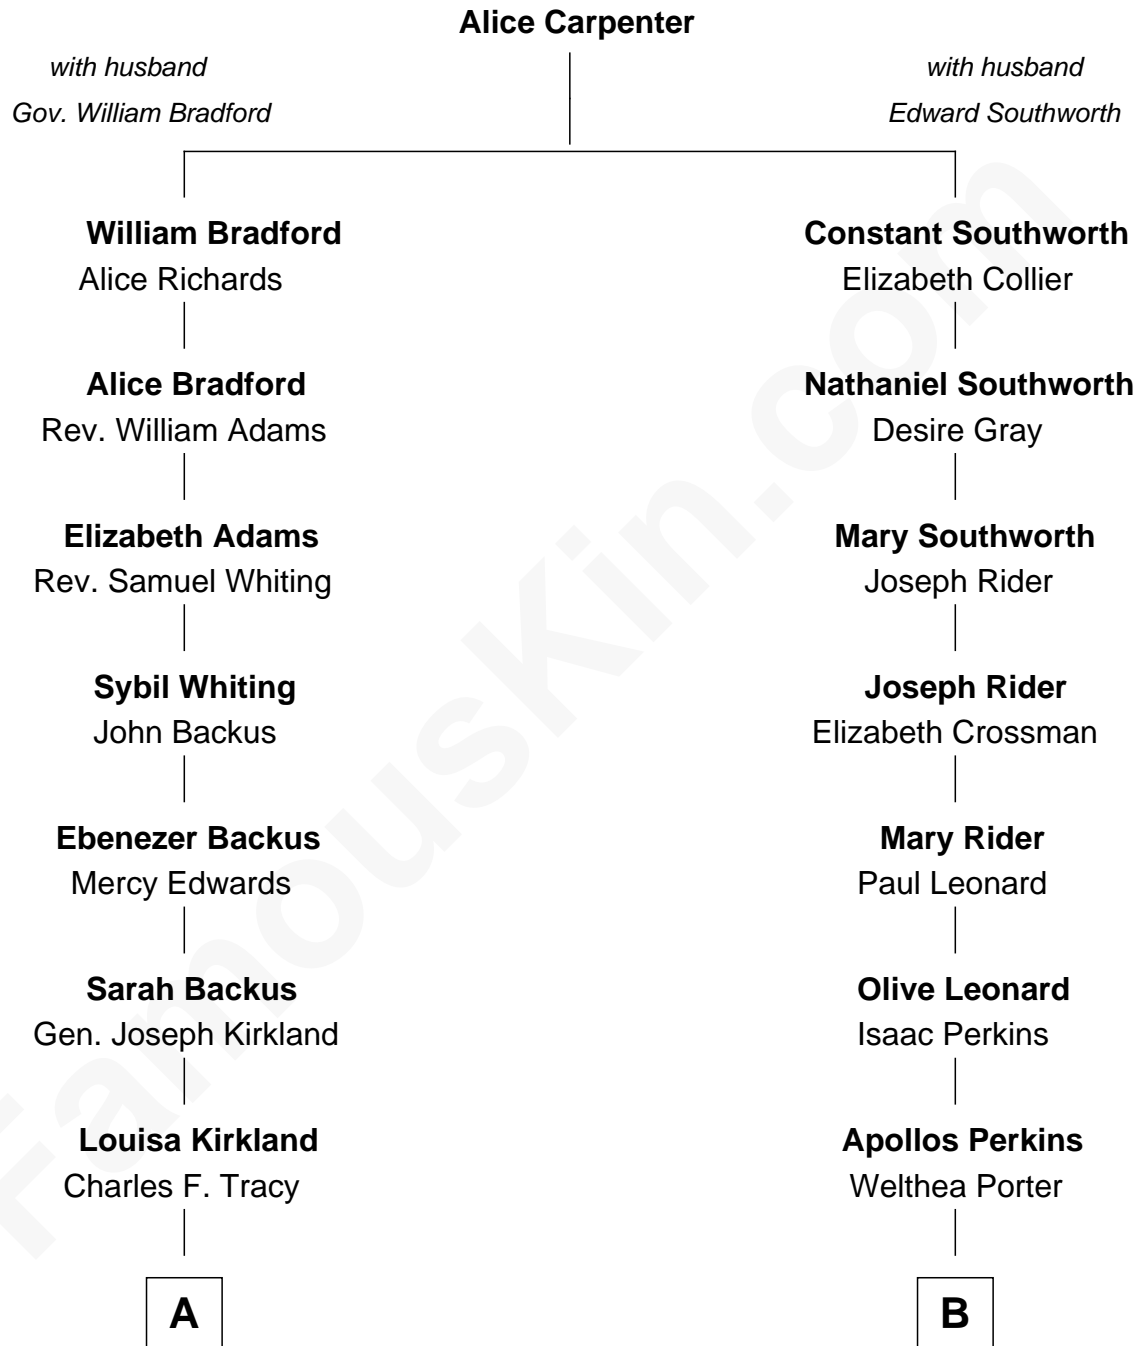 Alice Carpenter
with husband
Gov. William Bradford
with husband
Edward Southworth
William Bradford
Alice Richards
Constant Southworth
Elizabeth Collier
Alice Bradford
Rev. William Adams
Nathaniel Southworth
Desire Gray
Elizabeth Adams
Rev. Samuel Whiting
Mary Southworth
Joseph Rider
Sybil Whiting
John Backus
Joseph Rider
Elizabeth Crossman
Ebenezer Backus
Mercy Edwards
Mary Rider
Paul Leonard
Sarah Backus
Gen. Joseph Kirkland
Olive Leonard
Isaac Perkins
Louisa Kirkland
Charles F. Tracy
Apollos Perkins
Welthea Porter
A
B
FamousKin.com